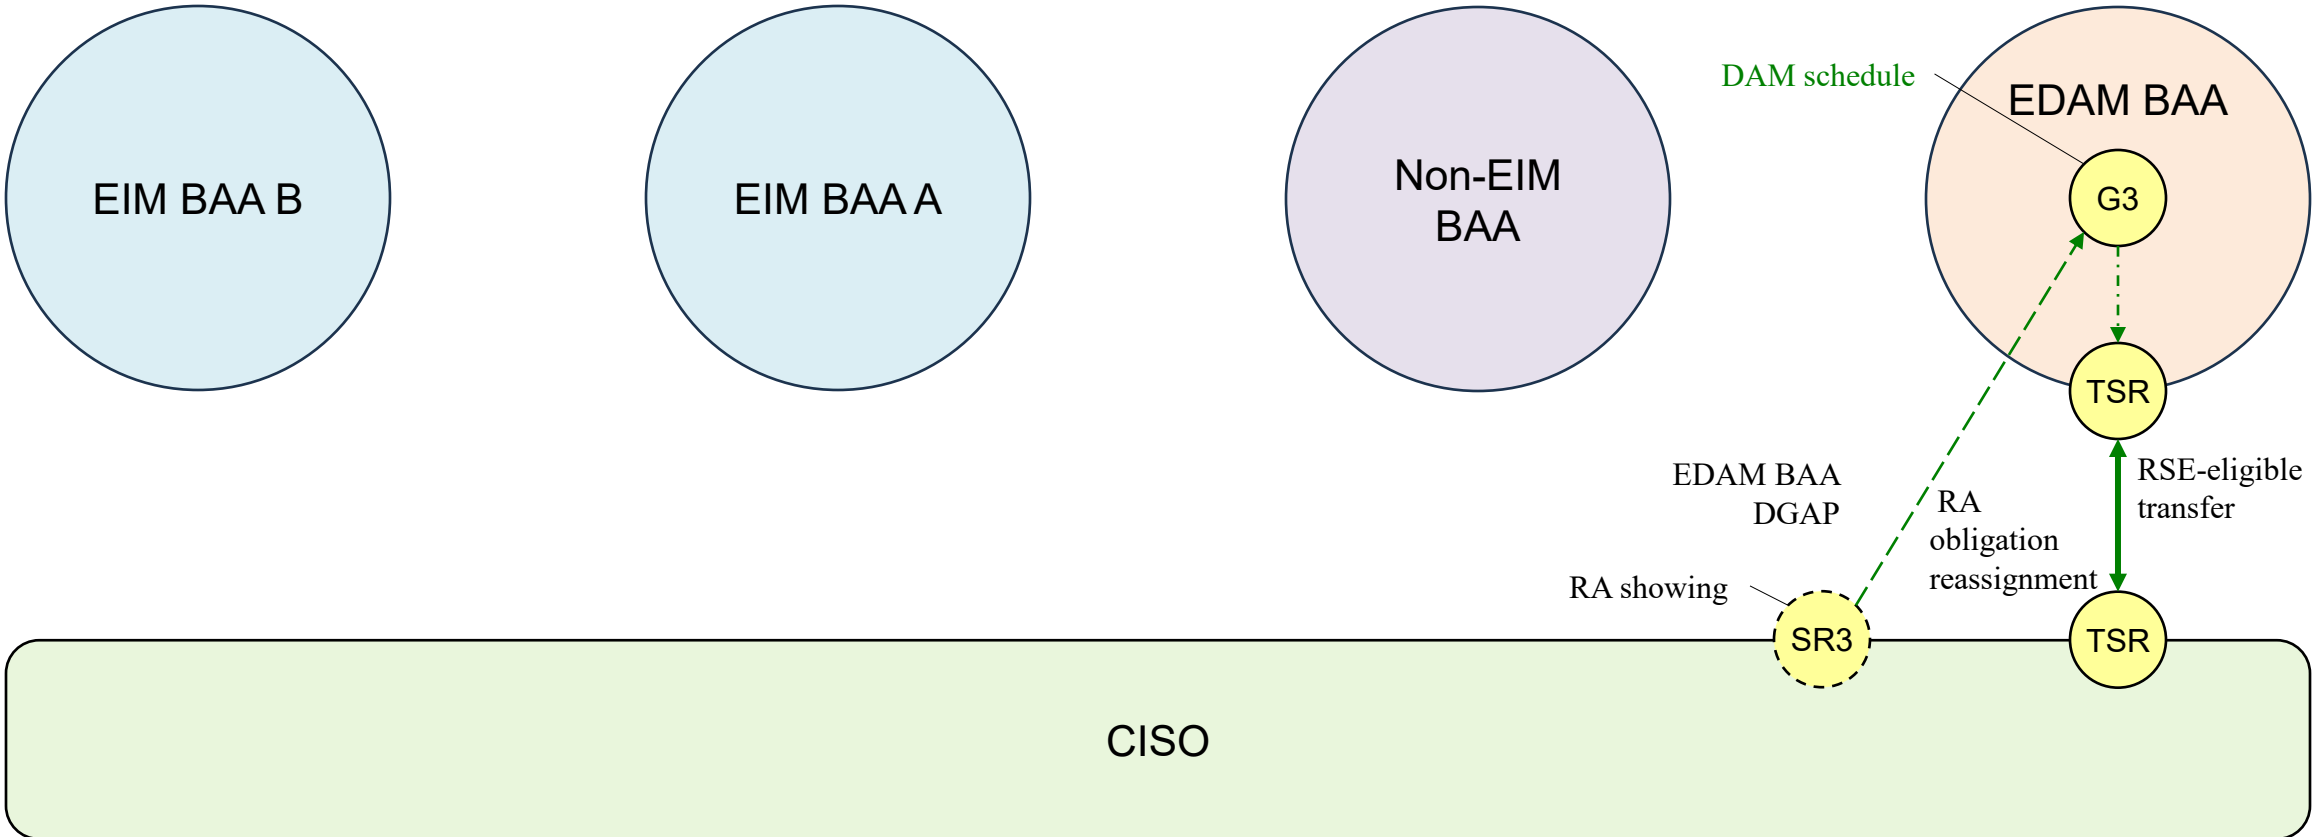 DAM schedule
EDAM BAA
EIM BAA B
EIM BAA A
Non-EIM
BAA
G3
TSR
EDAM BAA
DGAP
RA
obligation
reassignment
RSE-eligible
transfer
RA showing
SR3
TSR
CISO